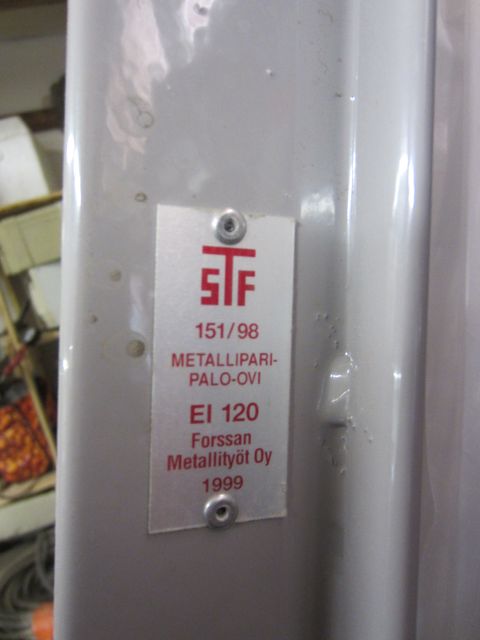 STF
151/98
METALLIPARI-
PALO-OVI
EI 120
Forssan
Metallityöt Oy
1999